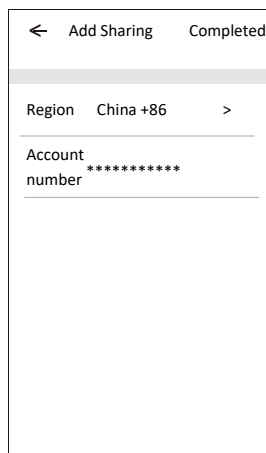 ← Add Sharing Completed
Region China +86 >
Account
number ***********